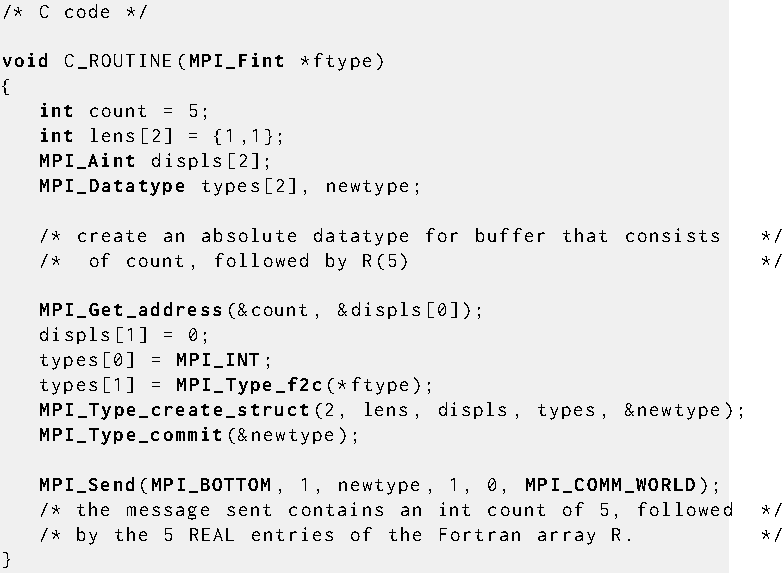 /* C code */
void C_ROUTINE(MPI_Fint *ftype)
{
   int count = 5;
   int lens[2] = {1,1};
   MPI_Aint displs[2];
   MPI_Datatype types[2], newtype;
   /* create an absolute datatype for buffer that consists   */
   /*  of count, followed by R(5)                            */
   MPI_Get_address(&count, &displs[0]);
   displs[1] = 0;
   types[0] = MPI_INT;
   types[1] = MPI_Type_f2c(*ftype);
   MPI_Type_create_struct(2, lens, displs, types, &newtype);
   MPI_Type_commit(&newtype);
   MPI_Send(MPI_BOTTOM, 1, newtype, 1, 0, MPI_COMM_WORLD);
   /* the message sent contains an int count of 5, followed  */
   /* by the 5 REAL entries of the Fortran array R.          */
}